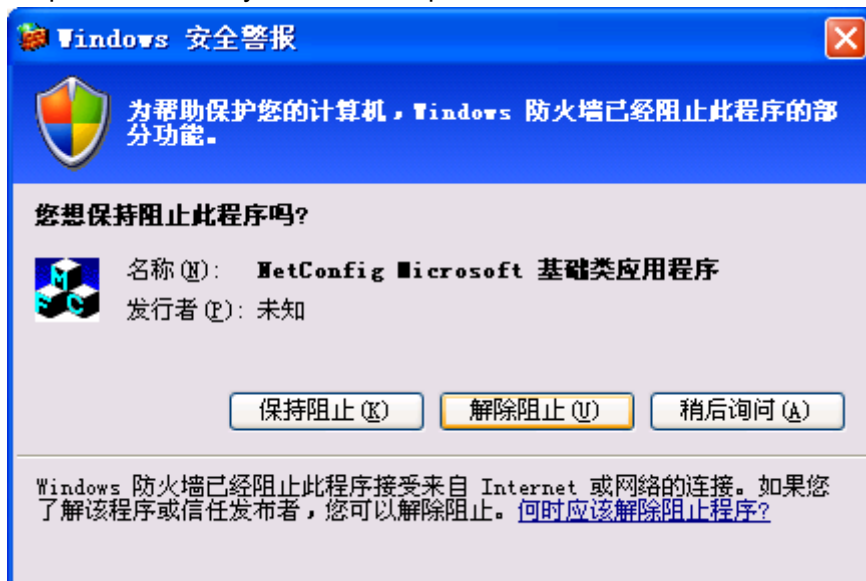 Windows 安全警报
为帮助保护您的计算机，Windows 防火墙已经阻止此程序的部
分功能。
您想保持阻止此程序吗?
名称(N): NetConfig Microsoft 基础类应用程序
发行者(P): 未知
保持阻止(K) 解除阻止(U) 稍后询问(A)
Windows 防火墙已经阻止此程序接受来自 Internet 或网络的连接。如果您
了解该程序或信任发布者，您可以解除阻止。何时应该解除阻止程序?